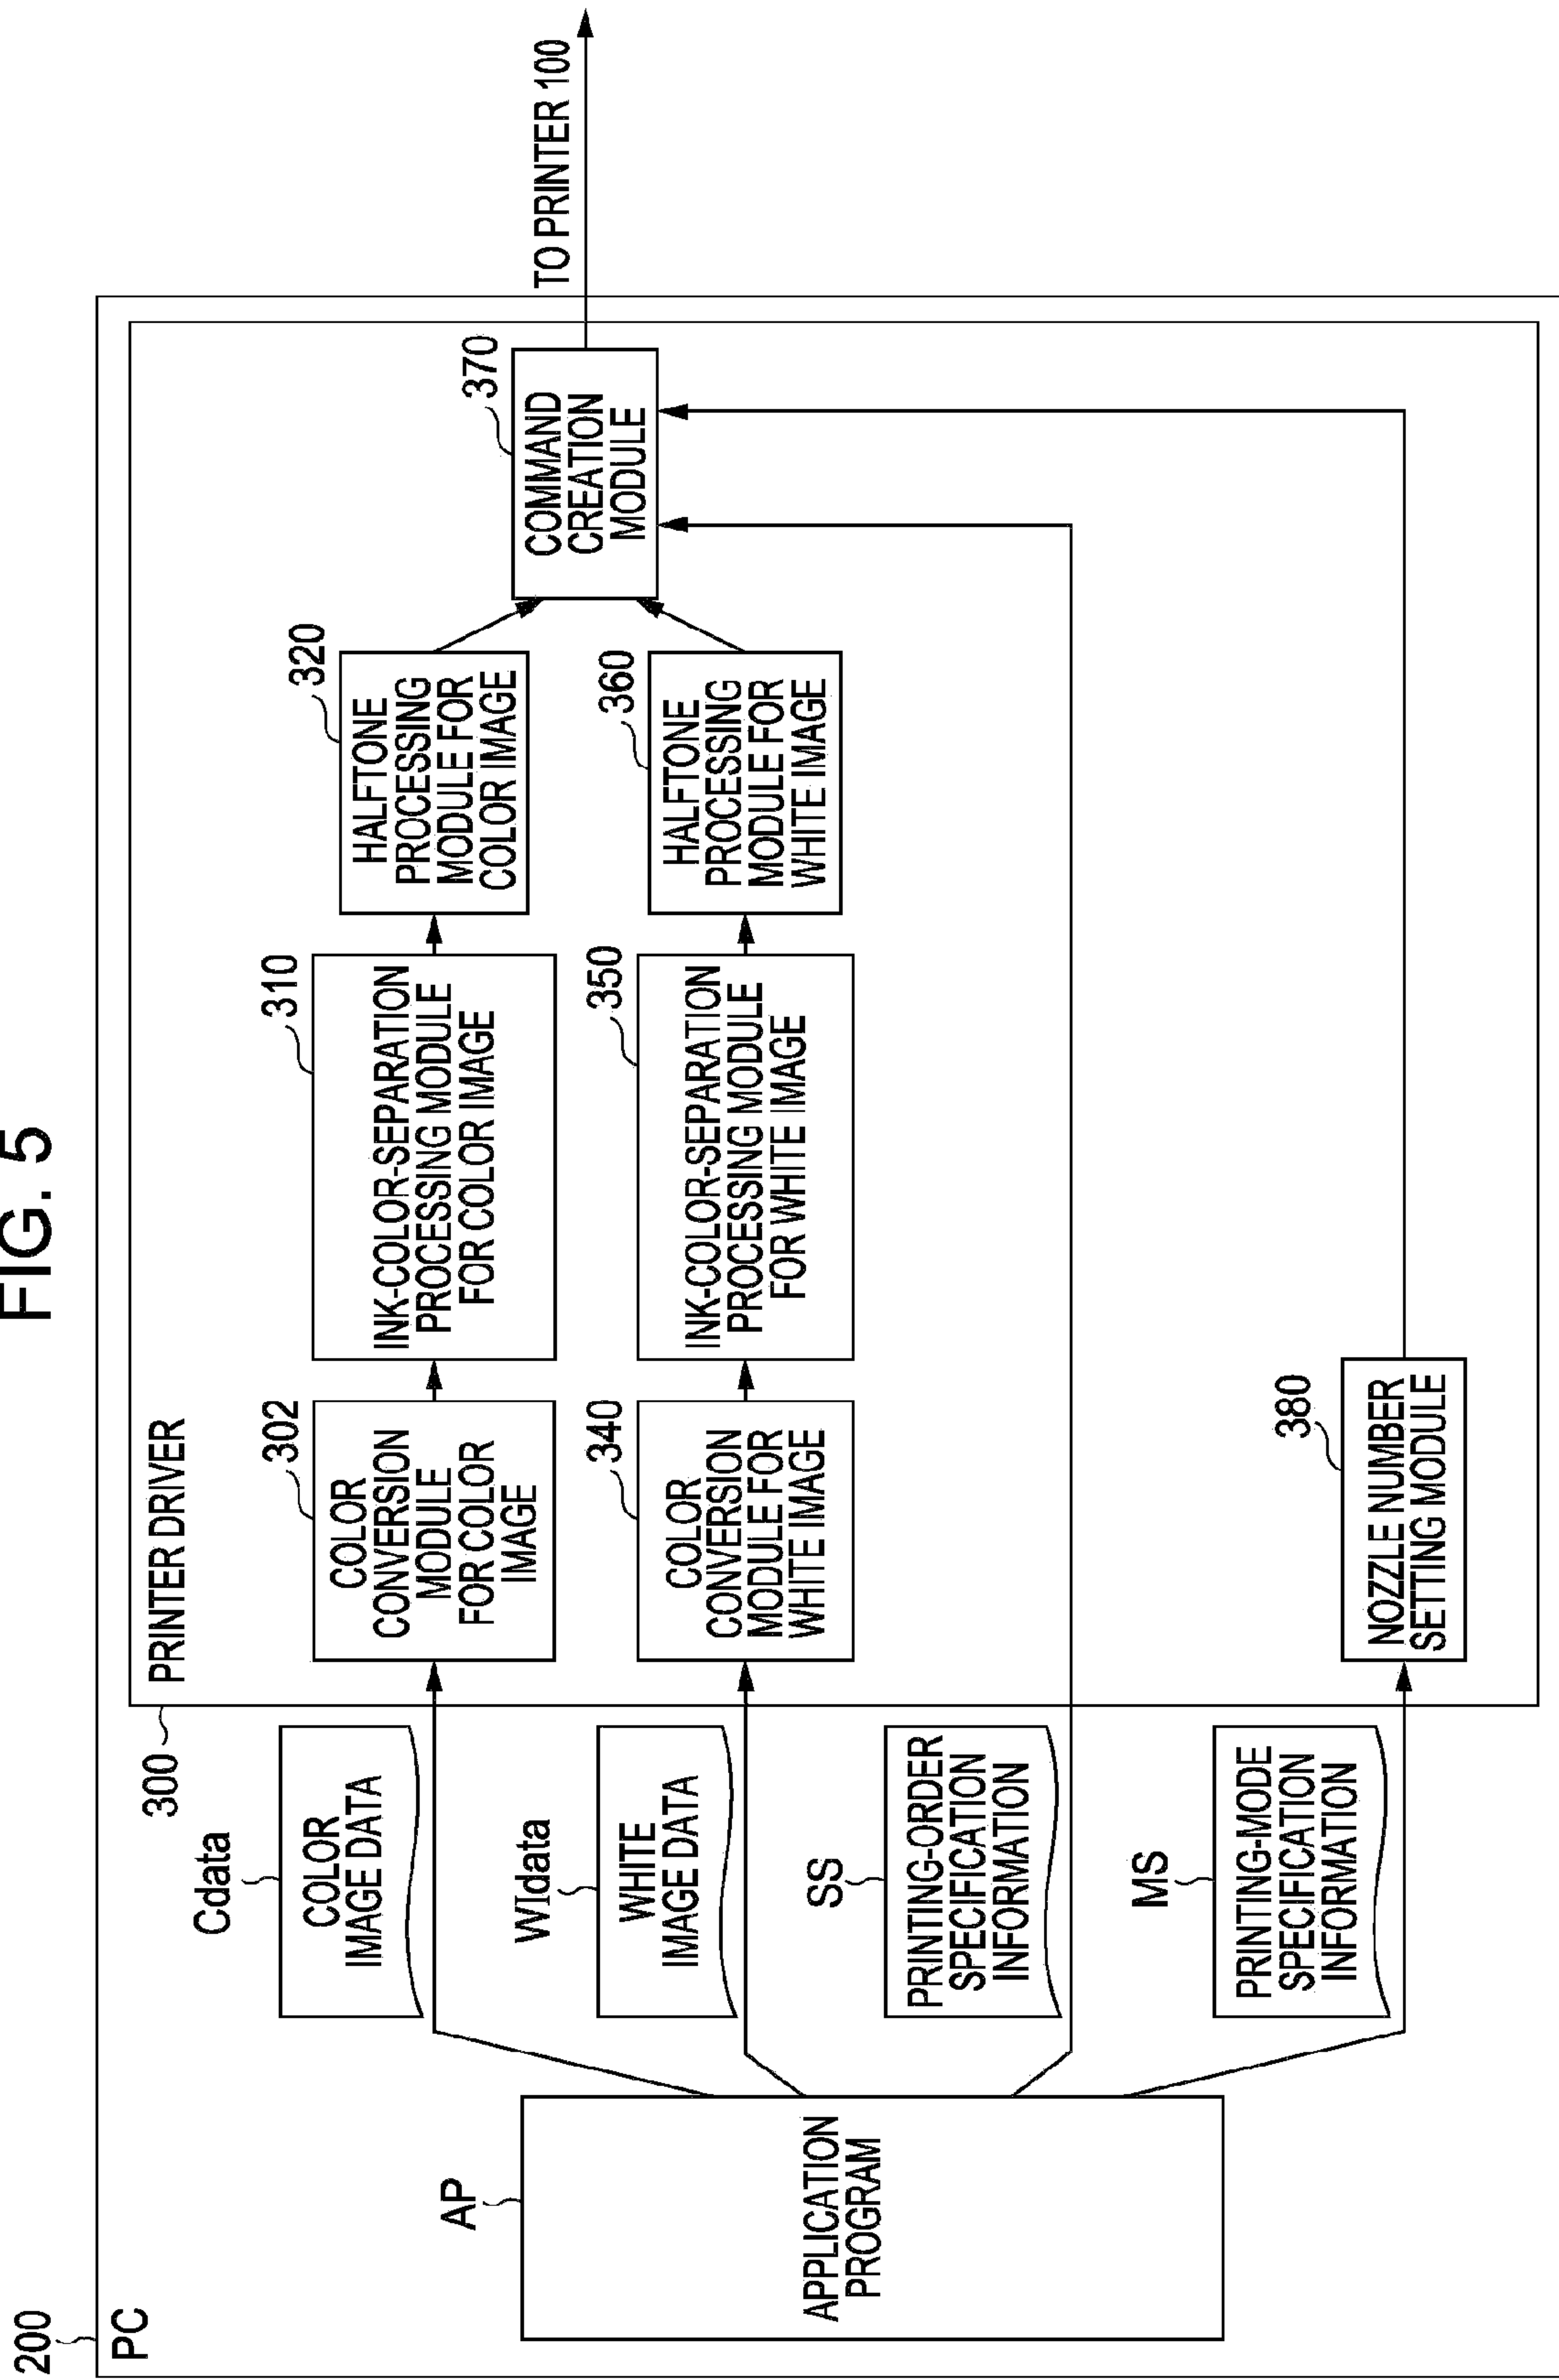 FIG. 5
200
PC
AP
APPLICATION
PROGRAM
Cdata
COLOR
IMAGE DATA
WIdata
WHITE
IMAGE DATA
SS
PRINTING-ORDER
SPECIFICATION
INFORMATION
MS
PRINTING-MODE
SPECIFICATION
INFORMATION
300
PRINTER DRIVER
302
COLOR
CONVERSION
MODULE
FOR COLOR
IMAGE
310
INK-COLOR-SEPARATION
PROCESSING MODULE
FOR COLOR IMAGE
320
HALFTONE
PROCESSING
MODULE FOR
COLOR IMAGE
340
COLOR
CONVERSION
MODULE FOR
WHITE IMAGE
350
INK-COLOR-SEPARATION
PROCESSING MODULE
FOR WHITE IMAGE
360
HALFTONE
PROCESSING
MODULE FOR
WHITE IMAGE
370
COMMAND
CREATION
MODULE
380
NOZZLE NUMBER
SETTING MODULE
TO PRINTER 100